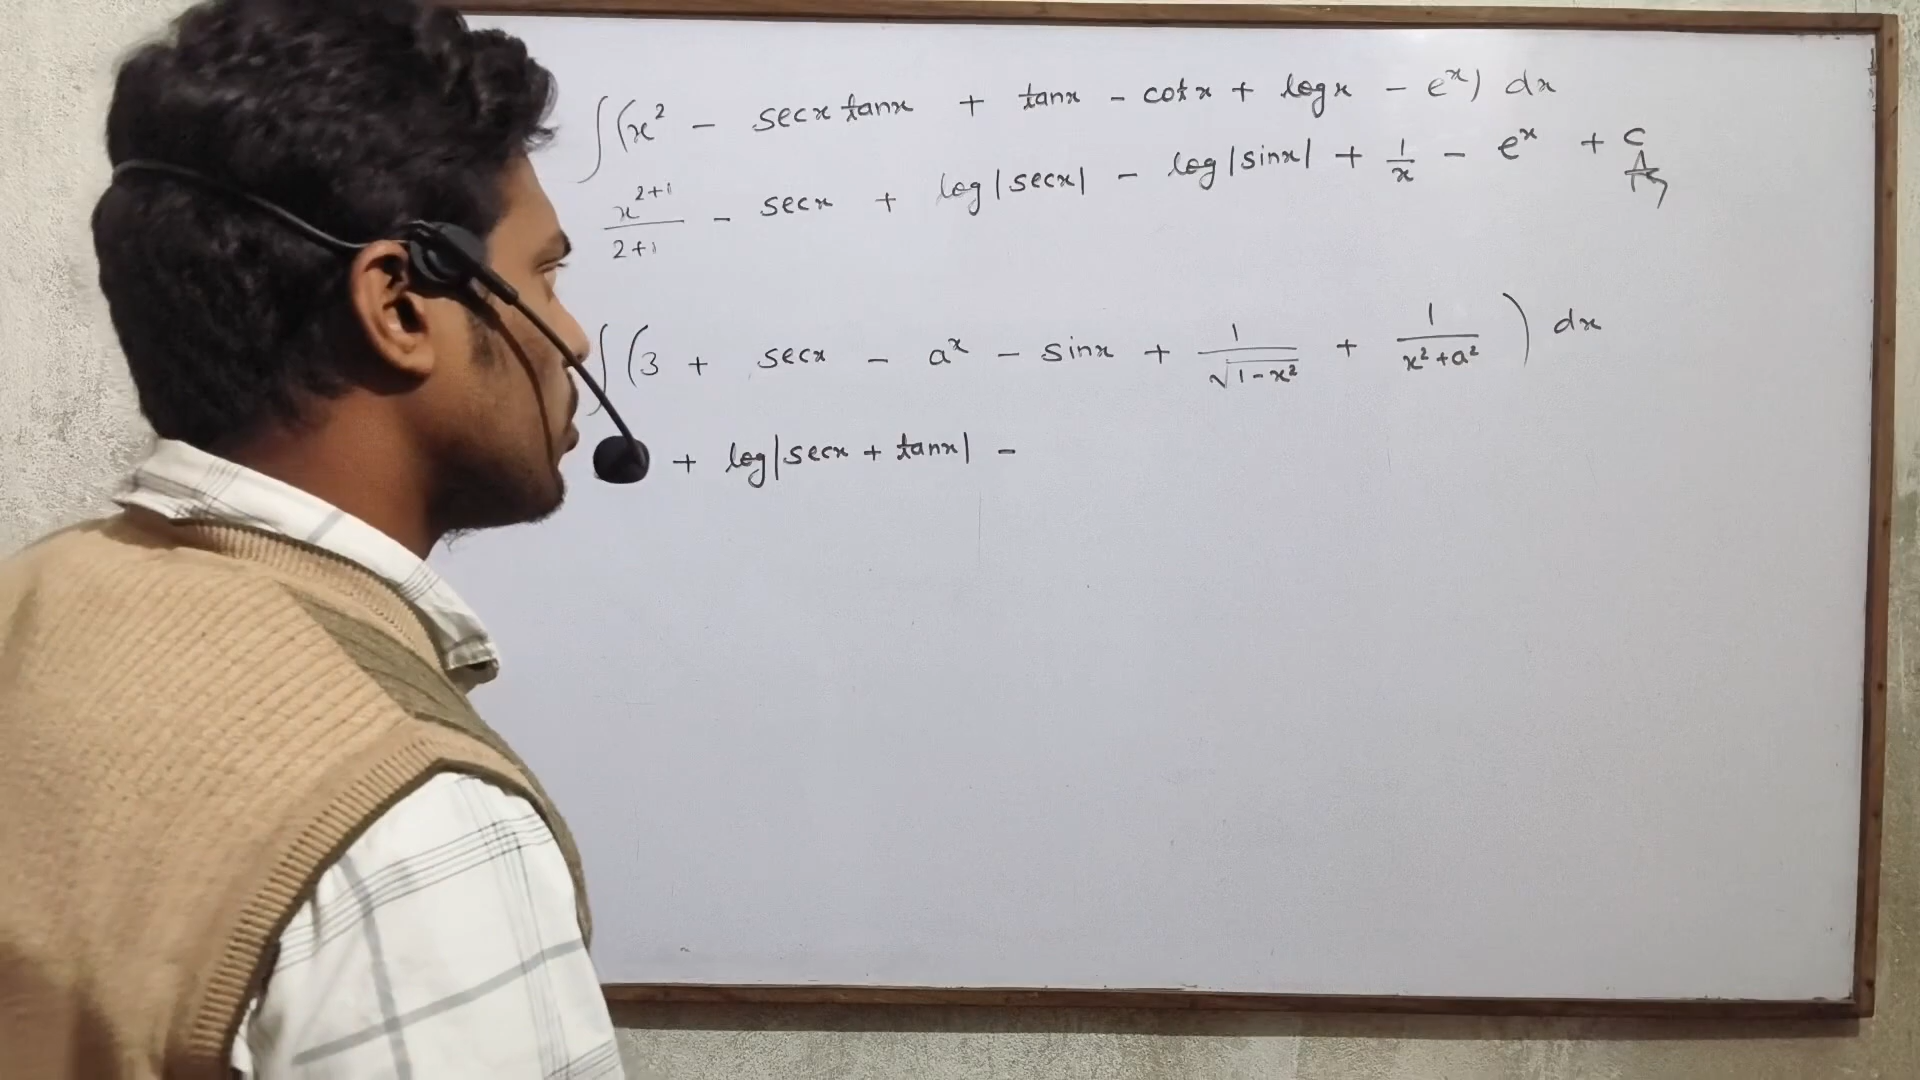 ∫(x² - secx tanx + tanx - cotx + logx - eˣ) dx
x²⁺¹/2+1 - secx + log|secx| - log|sinx| + 1/x - eˣ + C
∫(3 + secx - aˣ - sinx + 1/√1-x² + 1/x²+a²) dx
+ log|secx + tanx| -